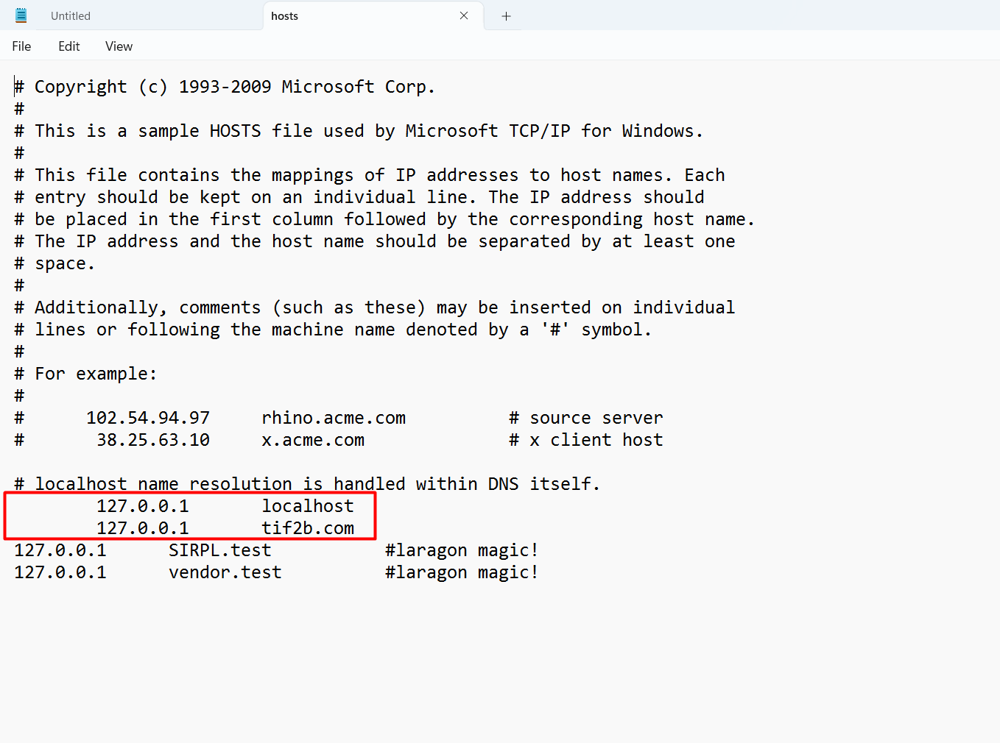 Untitled
hosts
File Edit View
# Copyright (c) 1993-2009 Microsoft Corp.
#
# This is a sample HOSTS file used by Microsoft TCP/IP for Windows.
#
# This file contains the mappings of IP addresses to host names. Each
# entry should be kept on an individual line. The IP address should
# be placed in the first column followed by the corresponding host name.
# The IP address and the host name should be separated by at least one
# space.
#
# Additionally, comments (such as these) may be inserted on individual
# lines or following the machine name denoted by a '#' symbol.
#
# For example:
#
#      102.54.94.97     rhino.acme.com          # source server
#       38.25.63.10     x.acme.com              # x client host

# localhost name resolution is handled within DNS itself.
        127.0.0.1       localhost
        127.0.0.1       tif2b.com
127.0.0.1      SIRPL.test           #laragon magic!
127.0.0.1      vendor.test          #laragon magic!